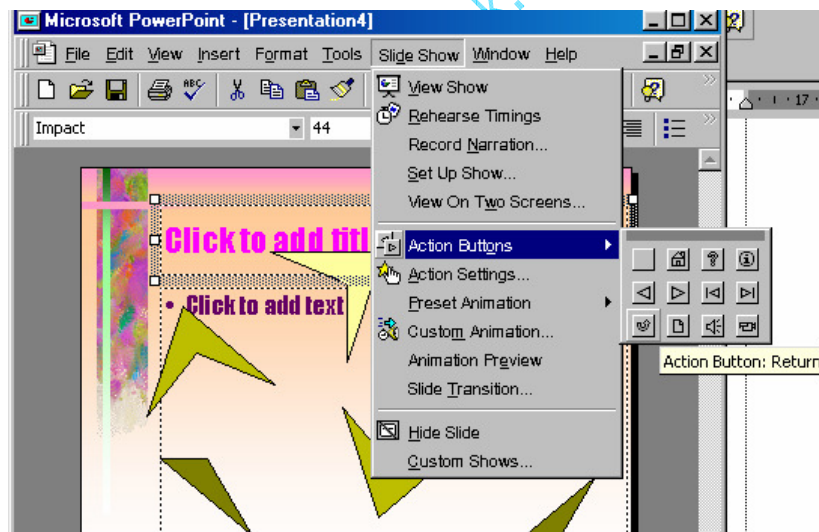 Microsoft PowerPoint - [Presentation4]
File Edit View Insert Format Tools Slide Show Window Help
ABC
Impact 44
17
View Show
Rehearse Timings
Record Narration...
Set Up Show...
View On Two Screens...
Action Buttons
Action Settings...
Preset Animation
Custom Animation...
Animation Preview
Slide Transition...
Hide Slide
Custom Shows...
Action Button: Return
Click to add titl
• Click to add text